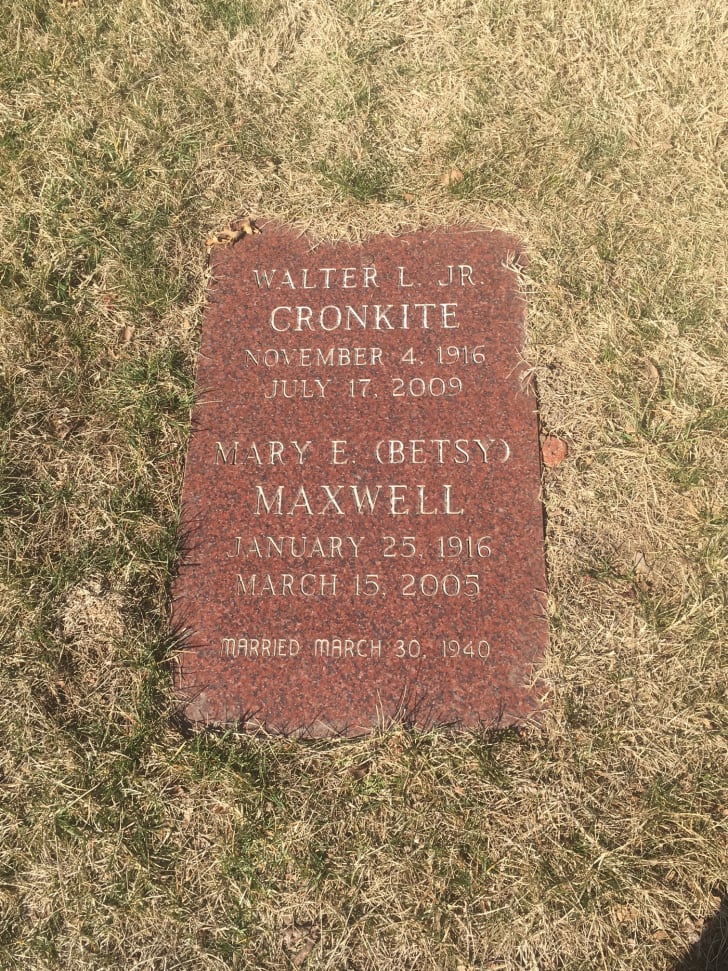 WALTER L. JR.
CRONKITE
NOVEMBER 4, 1916
JULY 17, 2009
MARY E. (BETSY)
MAXWELL
JANUARY 25, 1916
MARCH 15, 2005
MARRIED MARCH 30, 1940